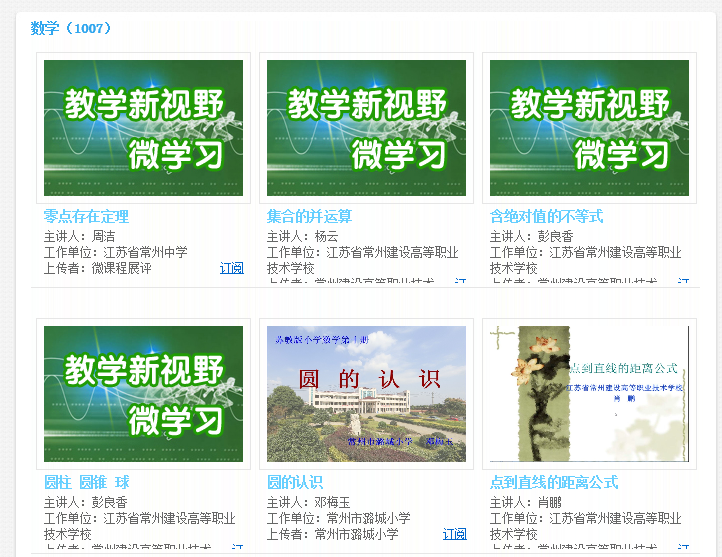 数学（1007）
教学新视野
微学习
教学新视野
微学习
教学新视野
微学习
零点存在定理
主讲人：周洁
工作单位：江苏省常州中学
上传者：微课程展评
订阅
集合的并运算
主讲人：杨云
工作单位：江苏省常州建设高等职业
技术学校
上传者：常州建设高等职业技术
订
含绝对值的不等式
主讲人：彭良香
工作单位：江苏省常州建设高等职业
技术学校
上传者：常州建设高等职业技术
订
教学新视野
微学习
苏教版小学数学第十册
圆 的 认 识
常州市潞城小学 邓梅玉
点到直线的距离公式
江苏省常州建设高等职业技术学校
肖 鹏
圆柱 圆锥 球
主讲人：彭良香
工作单位：江苏省常州建设高等职业
技术学校
上传者：常州建设高等职业技术
订
圆的认识
主讲人：邓梅玉
工作单位：常州市潞城小学
上传者：常州市潞城小学
订阅
点到直线的距离公式
主讲人：肖鹏
工作单位：江苏省常州建设高等职业
技术学校
上传者：常州建设高等职业技术
订